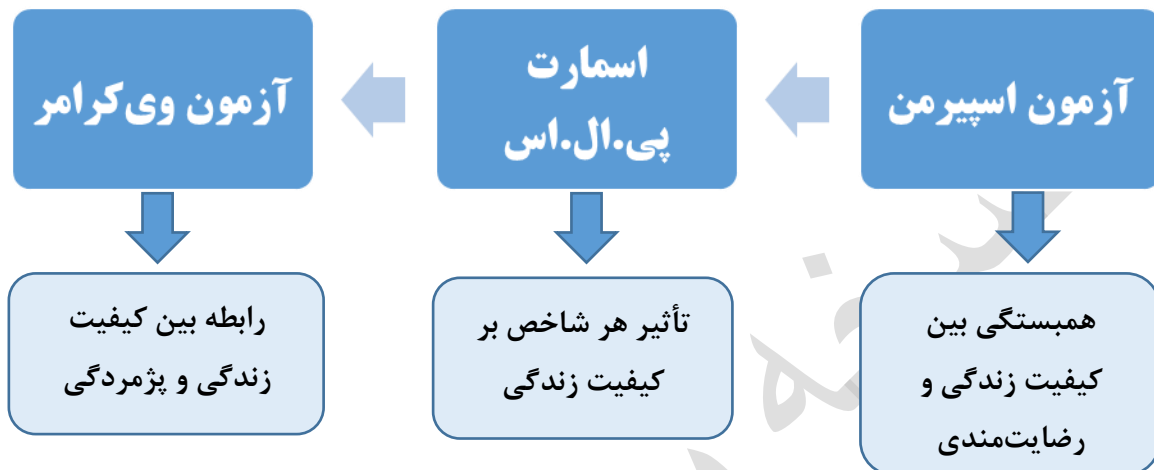 آزمون اسپیرمن
اسمارت
پی.ال.اس
آزمون وی‌کرامر
همبستگی بین
کیفیت زندگی و
رضایت‌مندی
تأثیر هر شاخص بر
کیفیت زندگی
رابطه بین کیفیت
زندگی و پژمردگی